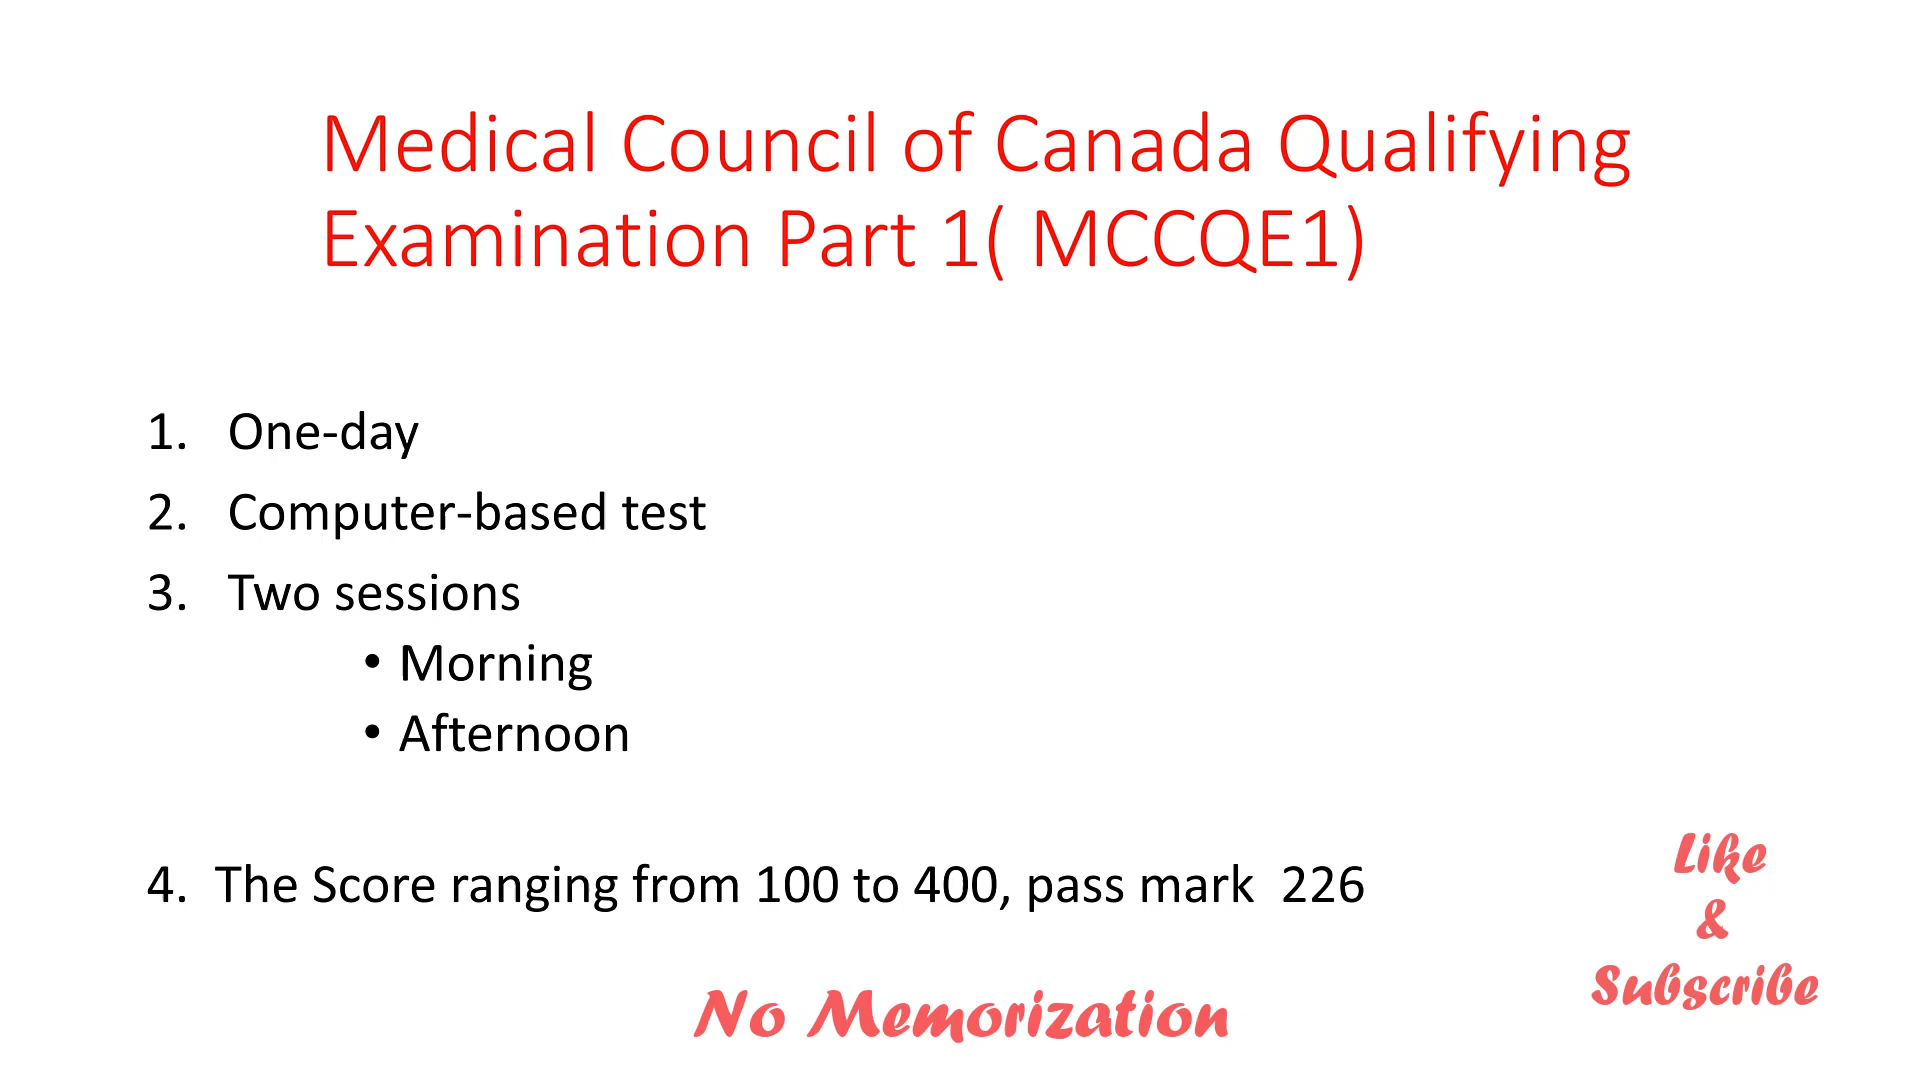 Medical Council of Canada Qualifying
Examination Part 1( MCCQE1)
1. One-day
2. Computer-based test
3. Two sessions
• Morning
• Afternoon
4. The Score ranging from 100 to 400, pass mark  226
Like
&
Subscribe
No Memorization